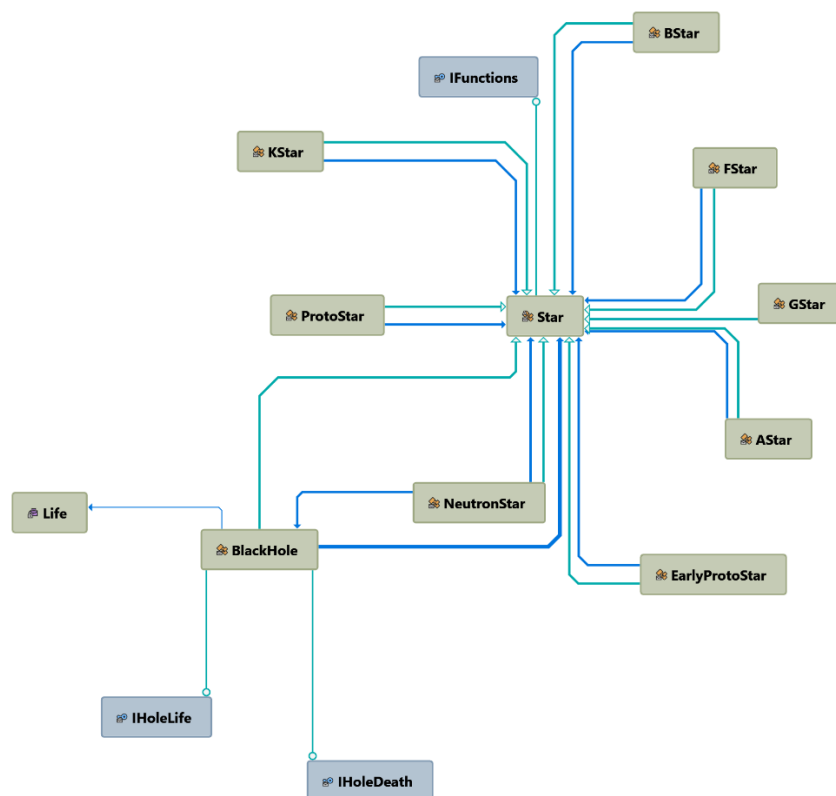 BStar
IFunctions
KStar
FStar
GStar
ProtoStar
Star
AStar
NeutronStar
Life
BlackHole
EarlyProtoStar
IHoleLife
IHoleDeath